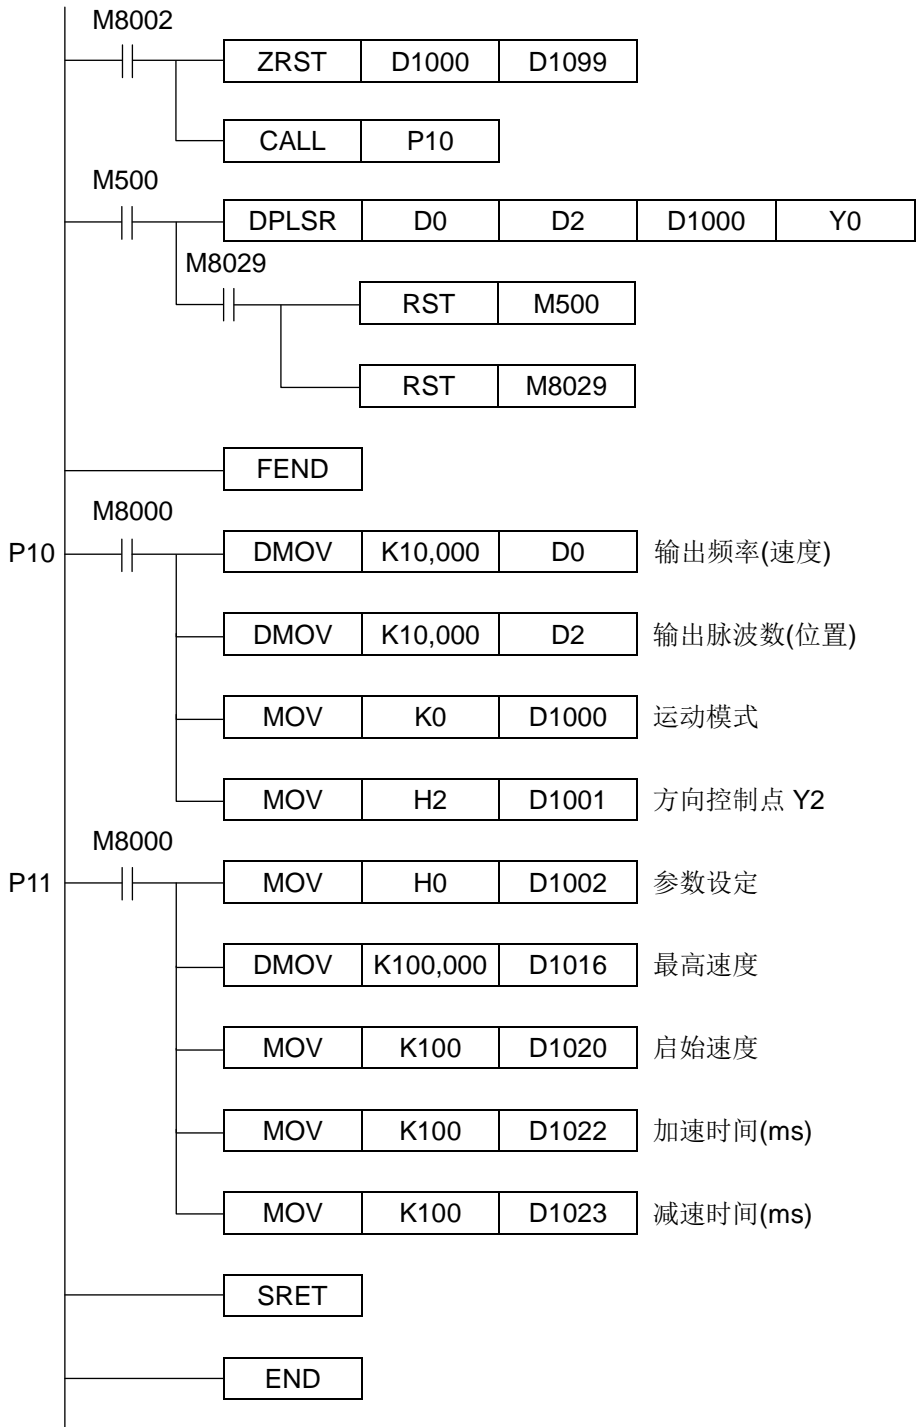 M8002
ZRST D1000 D1099
CALL P10
M500
DPLSR D0 D2 D1000 Y0
M8029
RST M500
RST M8029
FEND
M8000
P10 DMOV K10,000 D0 输出频率(速度)
DMOV K10,000 D2 输出脉波数(位置)
MOV K0 D1000 运动模式
MOV H2 D1001 方向控制点 Y2
M8000
P11 MOV H0 D1002 参数设定
DMOV K100,000 D1016 最高速度
MOV K100 D1020 启始速度
MOV K100 D1022 加速时间(ms)
MOV K100 D1023 减速时间(ms)
SRET
END